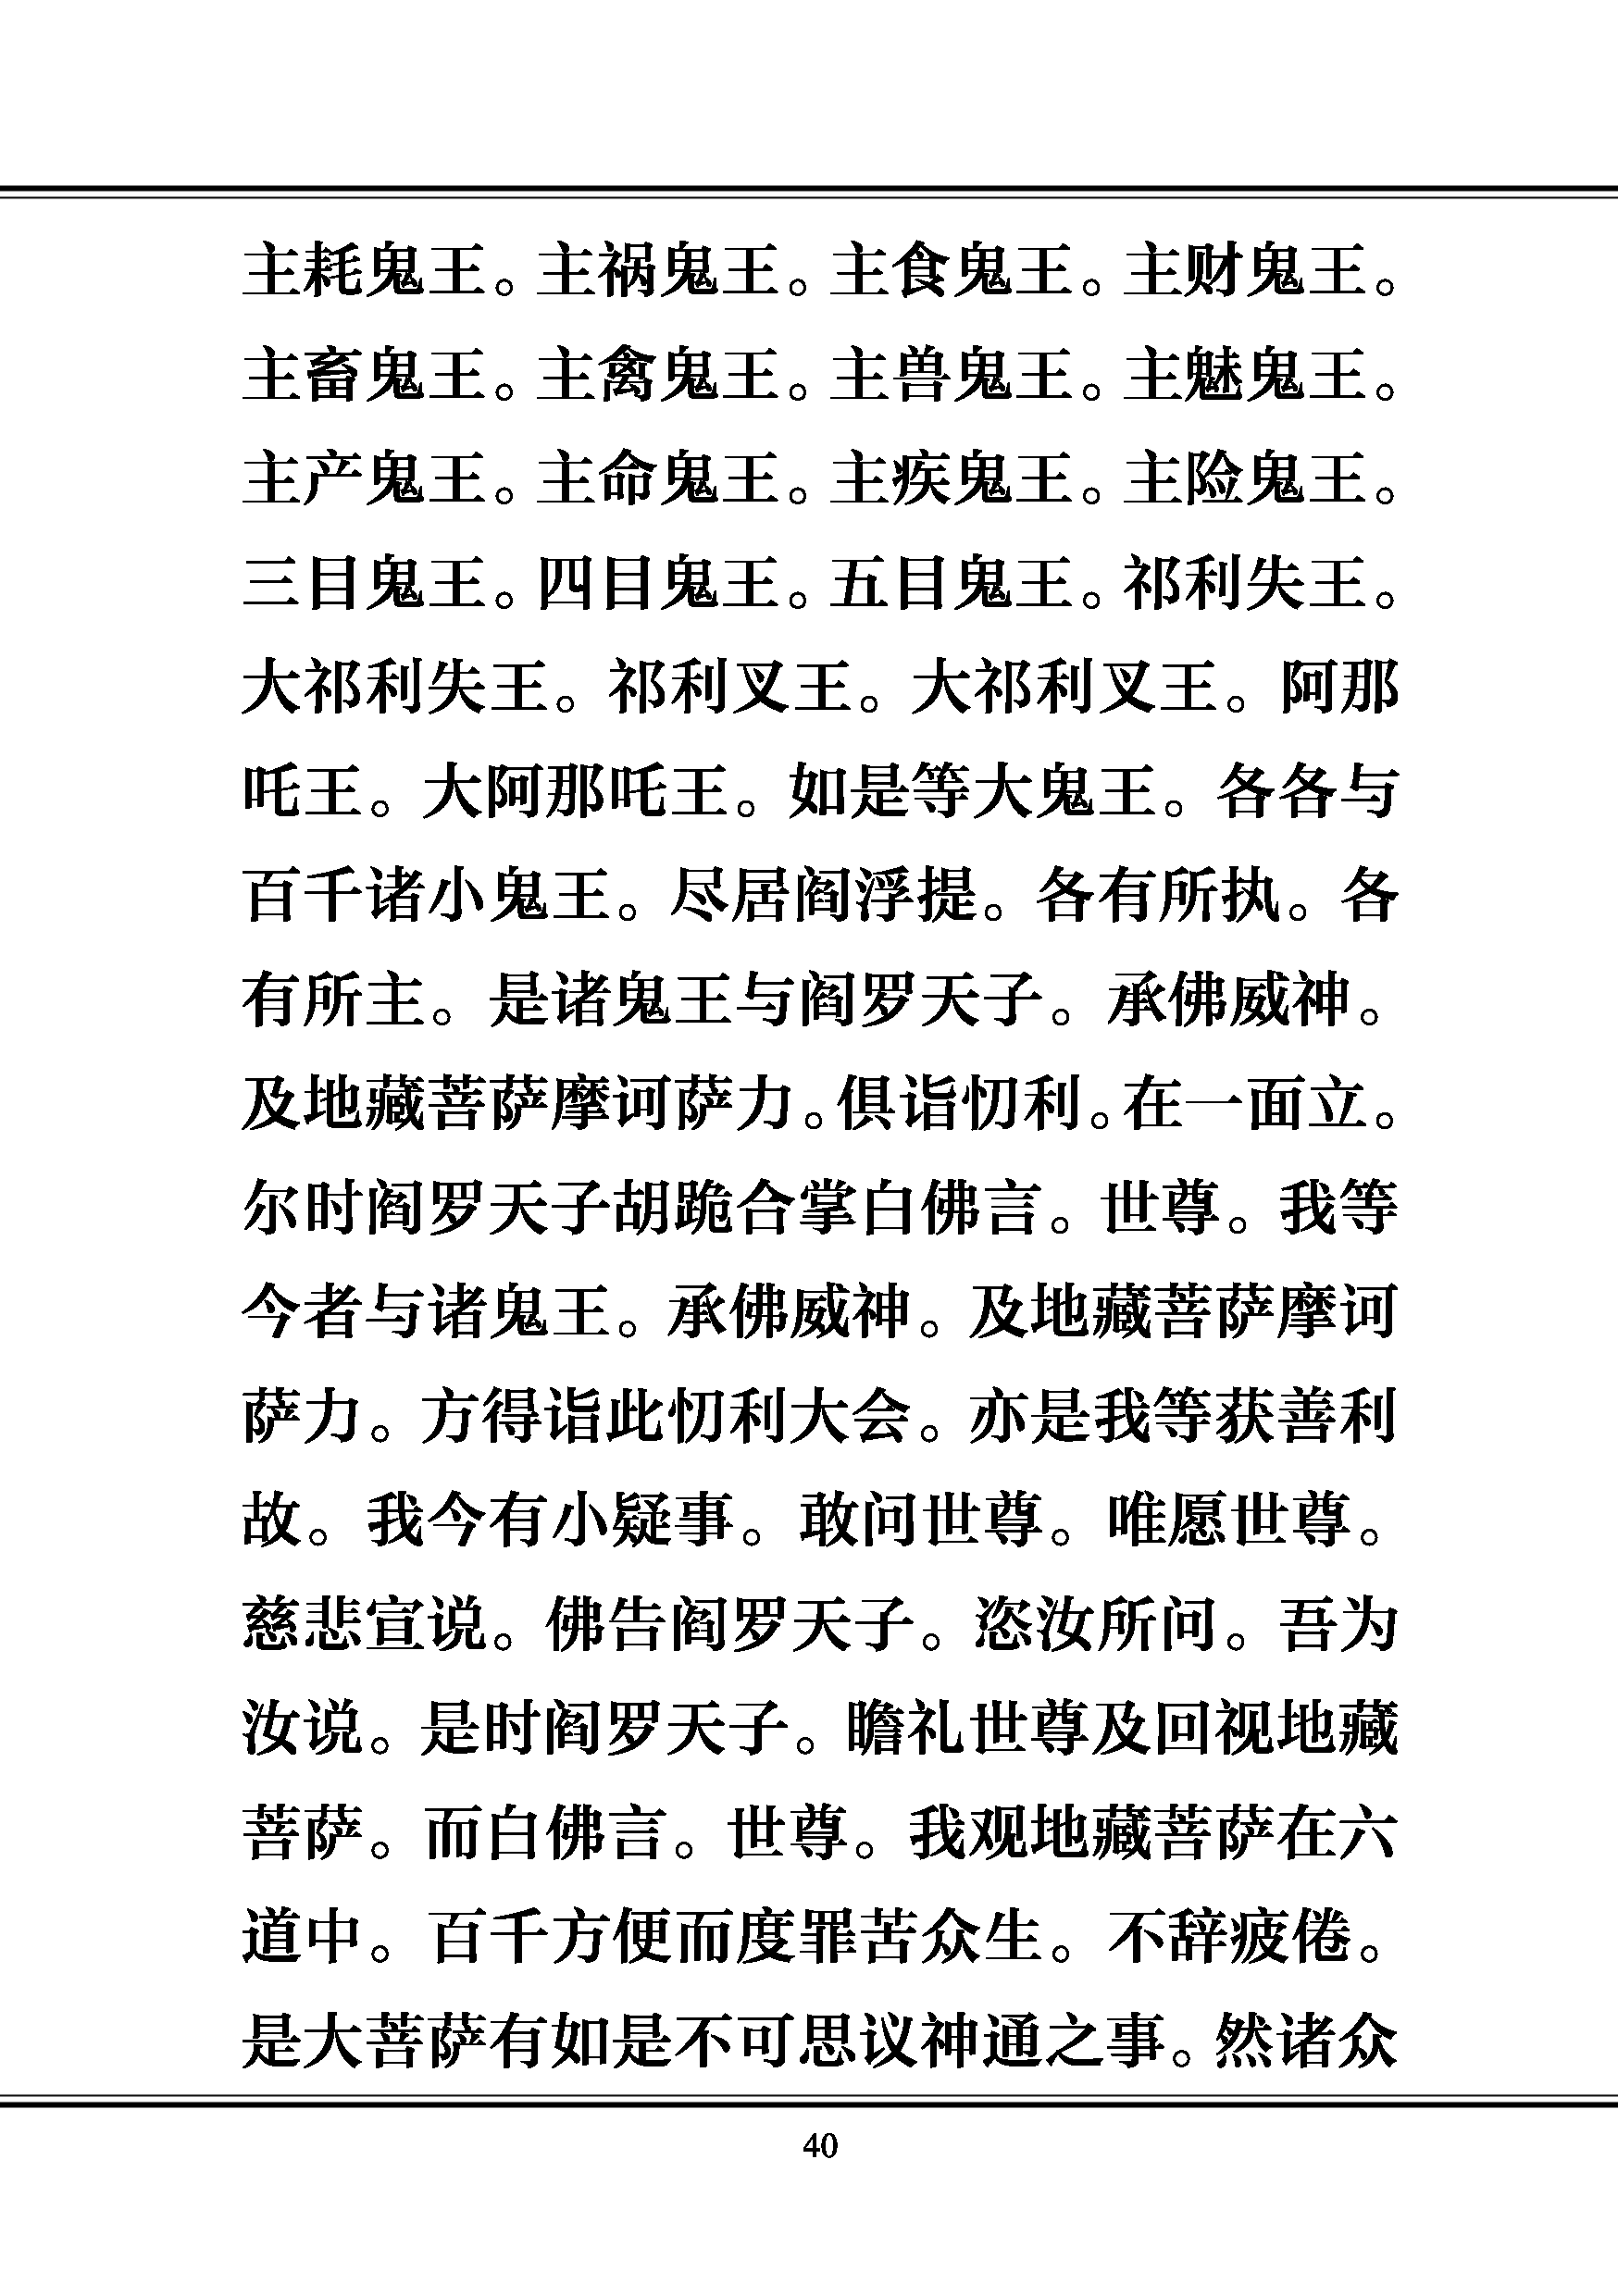 主耗鬼王。主祸鬼王。主食鬼王。主财鬼王。
主畜鬼王。主禽鬼王。主兽鬼王。主魅鬼王。
主产鬼王。主命鬼王。主疾鬼王。主险鬼王。
三目鬼王。四目鬼王。五目鬼王。祁利失王。
大祁利失王。祁利叉王。大祁利叉王。阿那
吒王。大阿那吒王。如是等大鬼王。各各与
百千诸小鬼王。尽居阎浮提。各有所执。各
有所主。是诸鬼王与阎罗天子。承佛威神。
及地藏菩萨摩诃萨力。俱诣忉利。在一面立。
尔时阎罗天子胡跪合掌白佛言。世尊。我等
今者与诸鬼王。承佛威神。及地藏菩萨摩诃
萨力。方得诣此忉利大会。亦是我等获善利
故。我今有小疑事。敢问世尊。唯愿世尊。
慈悲宣说。佛告阎罗天子。恣汝所问。吾为
汝说。是时阎罗天子。瞻礼世尊及回视地藏
菩萨。而白佛言。世尊。我观地藏菩萨在六
道中。百千方便而度罪苦众生。不辞疲倦。
是大菩萨有如是不可思议神通之事。然诸众
40